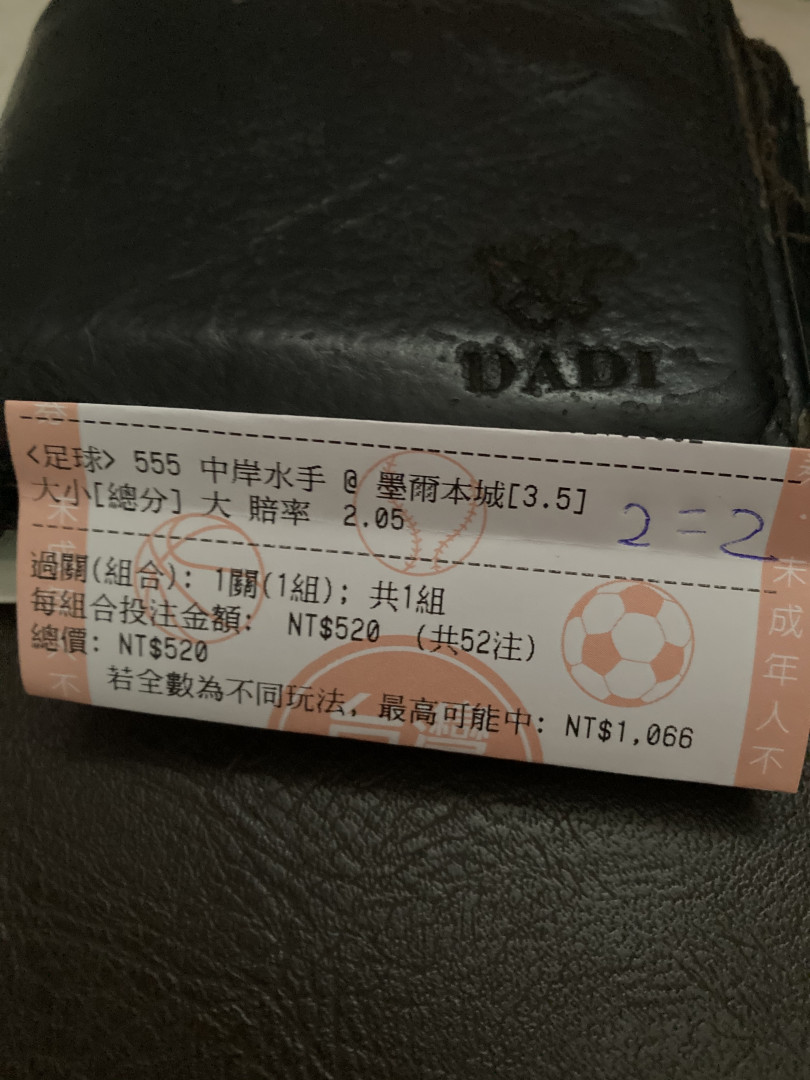 DADI
<足球> 555 中岸水手 @ 墨爾本城[3.5]
大小[總分] 大 賠率 2.05
2=2
過關(組合): 1關(1組); 共1組
每組合投注金額: NT$520 (共52注)
總價: NT$520
若全數為不同玩法, 最高可能中: NT$1,066
未成年人不